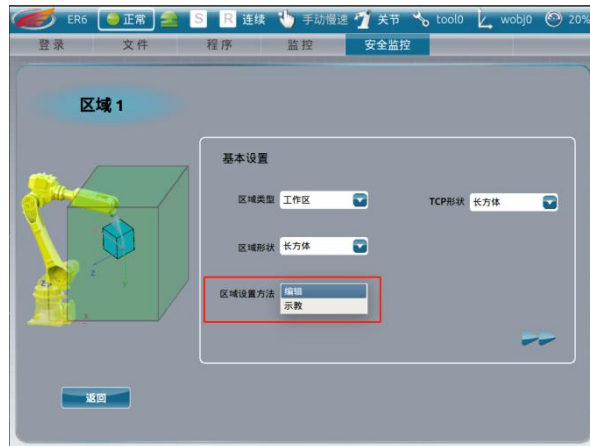 ER6 正常 S R 连续 手动慢速 关节 tool0 wobj0 20%
登录 文件 程序 监控 安全监控
区域 1
基本设置
区域类型 工作区 TCP形状 长方体
区域形状 长方体
区域设置方法 编辑
示教
返回